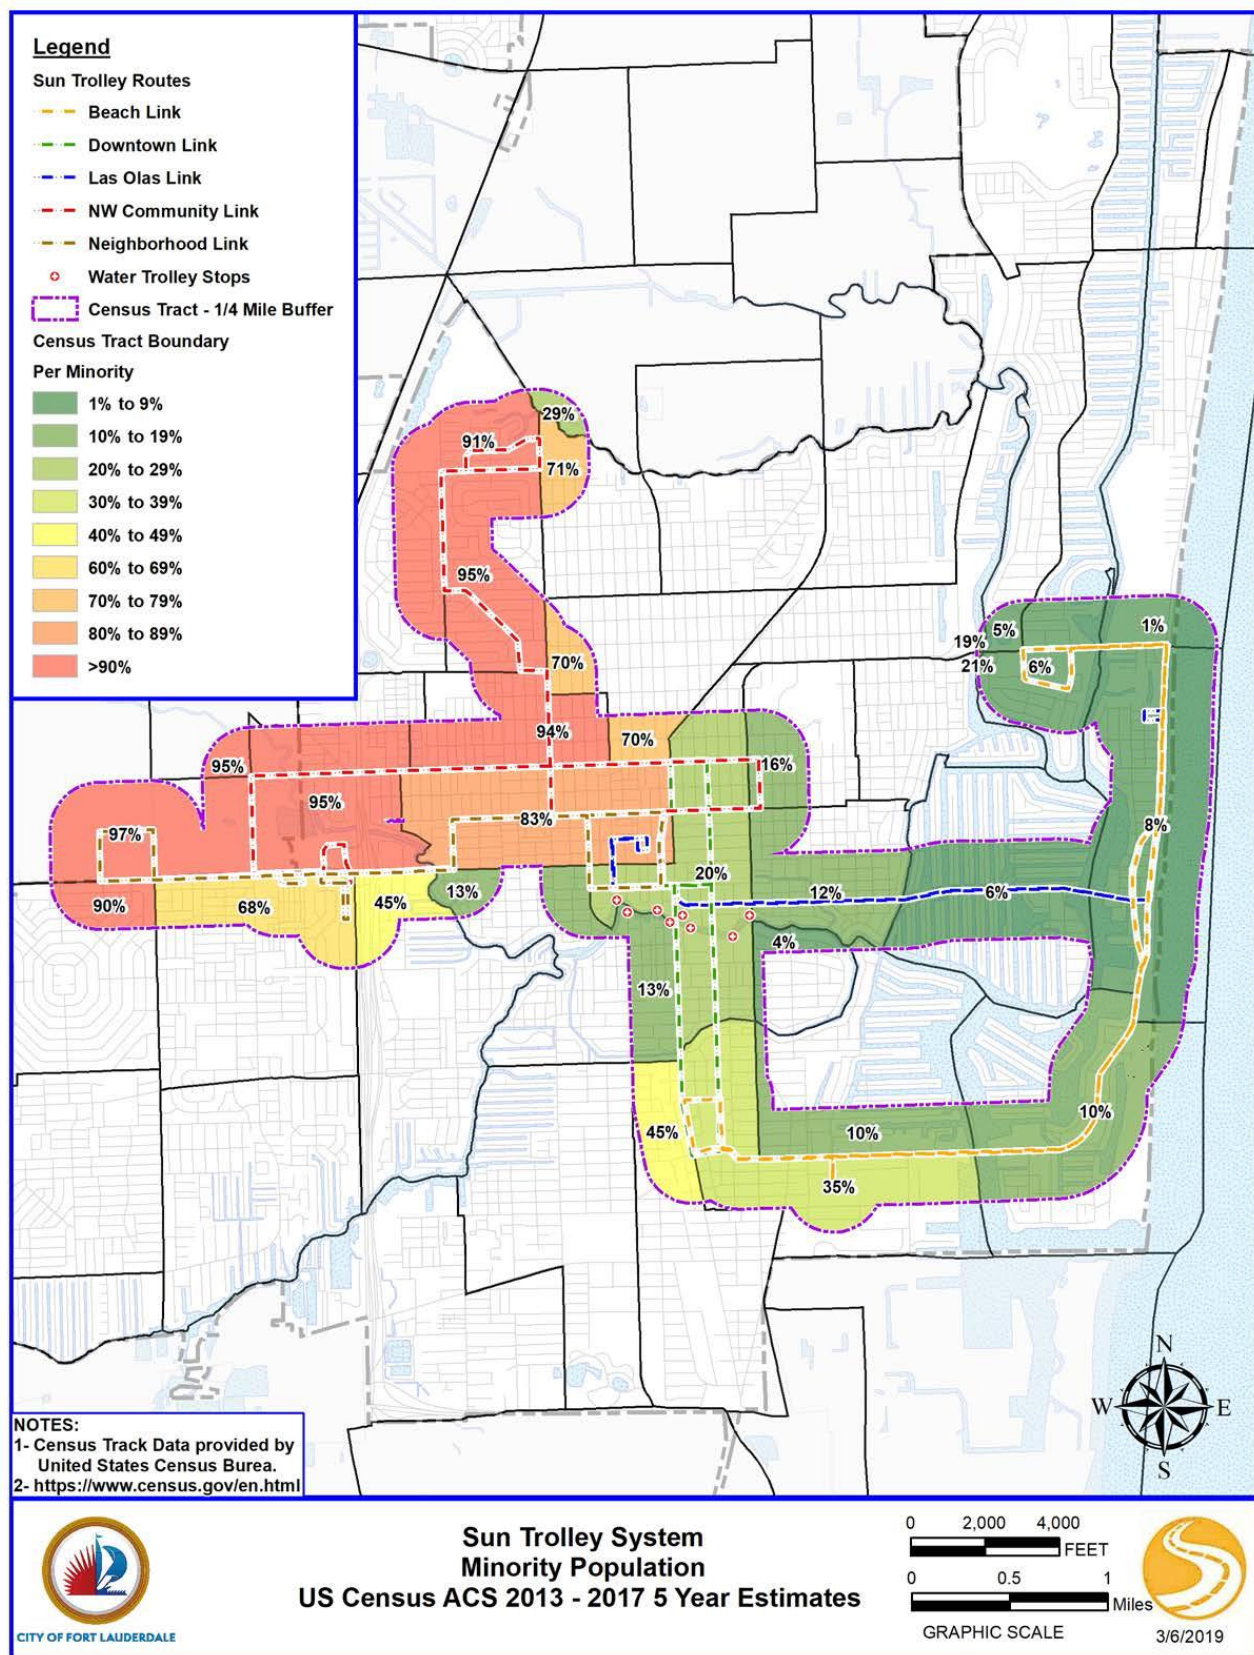 Legend
Sun Trolley Routes
Beach Link
Downtown Link
Las Olas Link
NW Community Link
Neighborhood Link
Water Trolley Stops
Census Tract - 1/4 Mile Buffer
Census Tract Boundary
Per Minority
1% to 9%
10% to 19%
20% to 29%
30% to 39%
40% to 49%
60% to 69%
70% to 79%
80% to 89%
>90%
29%
91%
71%
95%
5%
1%
19%
21%
6%
70%
94%
70%
95%
16%
95%
83%
97%
8%
20%
90%
68%
45%
13%
12%
6%
4%
13%
45%
10%
10%
35%
N
W
E
S
NOTES:
1- Census Track Data provided by
United States Census Burea.
2- https://www.census.gov/en.html
CITY OF FORT LAUDERDALE
Sun Trolley System
Minority Population
US Census ACS 2013 - 2017 5 Year Estimates
0 2,000 4,000
FEET
0 0.5 1
Miles
GRAPHIC SCALE
3/6/2019